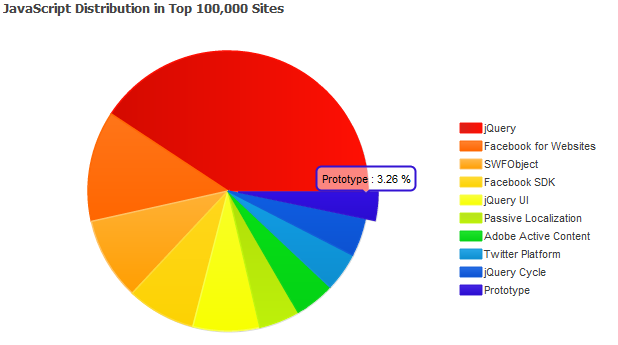 JavaScript Distribution in Top 100,000 Sites
Prototype : 3.26 %
jQuery
Facebook for Websites
SWFObject
Facebook SDK
jQuery UI
Passive Localization
Adobe Active Content
Twitter Platform
jQuery Cycle
Prototype